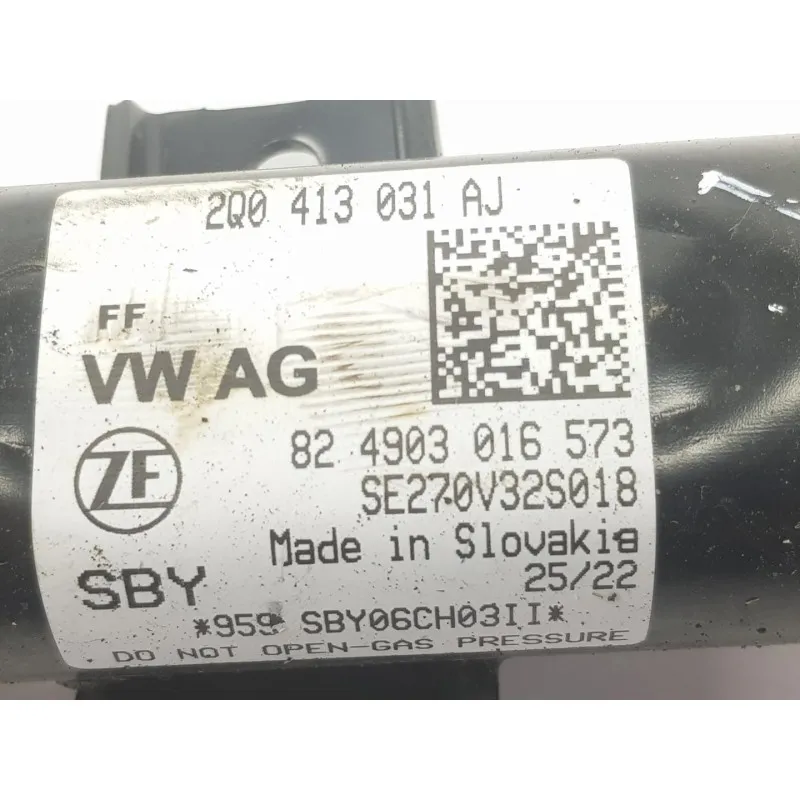 2Q0 413 031 AJ
FF
VW AG
82 4903 016 573
ZF
SE270V32S018
Made in Slovakia
SBY
25/22
*959 SBY06CH03II*
DO NOT OPEN-GAS PRESSURE